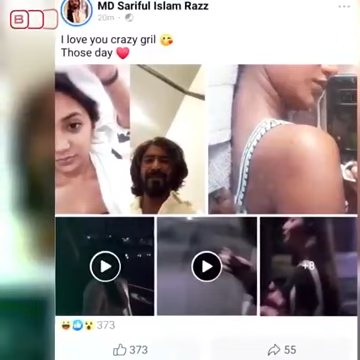 B
MD Sariful Islam Razz
20m
I love you crazy gril 😘
Those day ❤️
+8
373
373
55